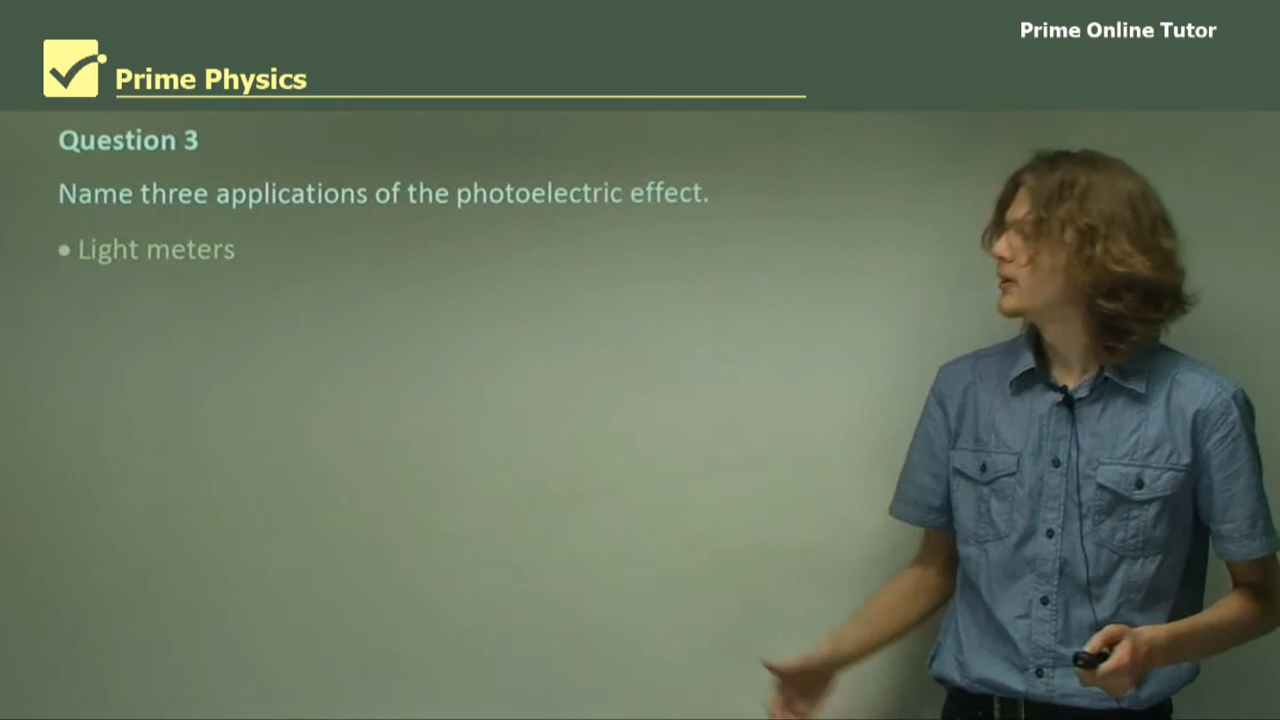 Prime Online Tutor
Prime Physics
Question 3
Name three applications of the photoelectric effect.
• Light meters